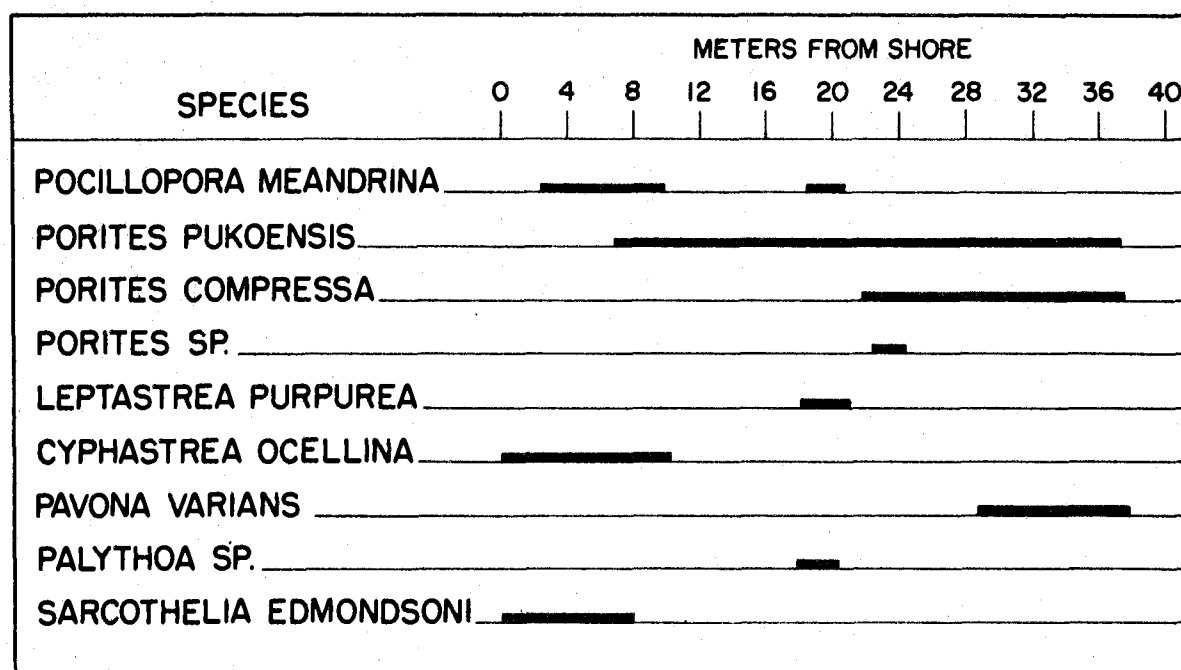 METERS FROM SHORE
SPECIES 0 4 8 12 16 20 24 28 32 36 40
POCILLOPORA MEANDRINA
PORITES PUKOENSIS
PORITES COMPRESSA
PORITES SP.
LEPTASTREA PURPUREA
CYPHASTREA OCELLINA
PAVONA VARIANS
PALYTHOA SP.
SARCOTHELIA EDMONDSONI